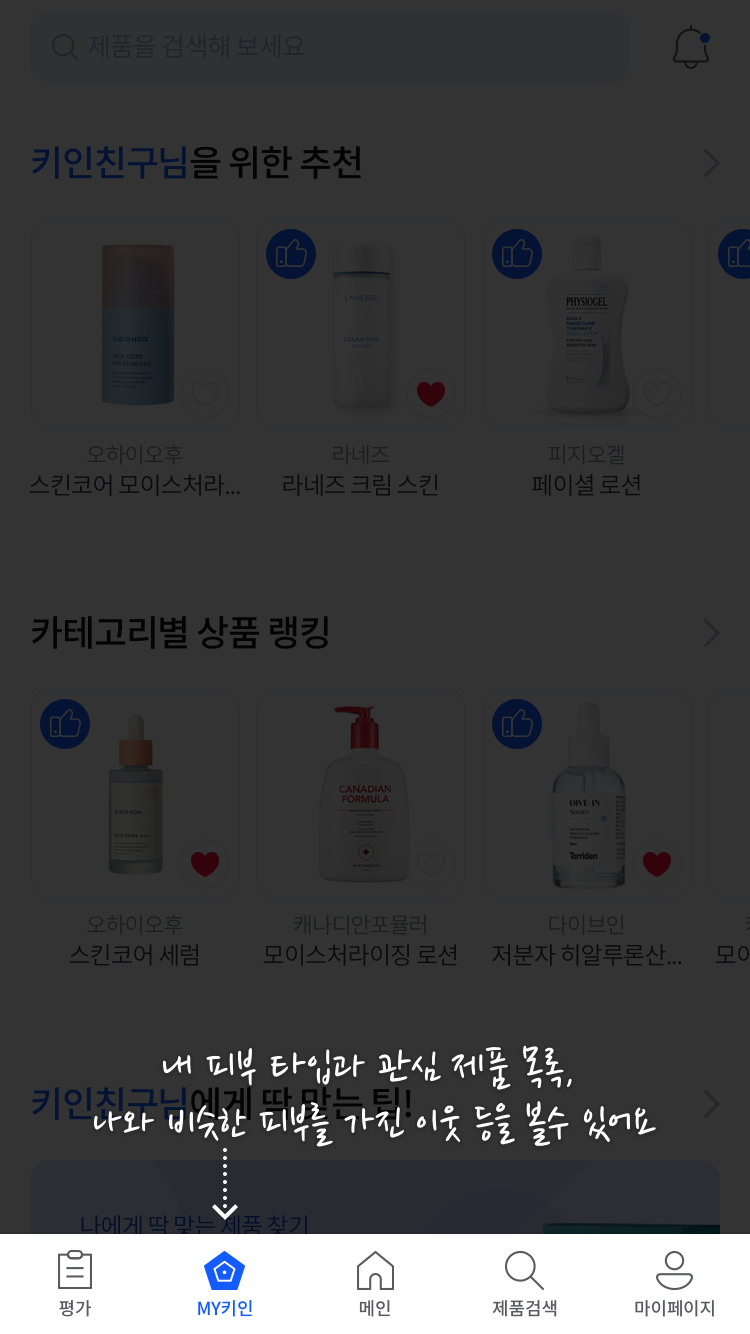 제품을 검색해 보세요
키인친구님을 위한 추천
LANEIGE
CREAM SKIN
PHYSIOGEL
DAILY
MOISTURE
THERAPY
SKIN CORE
MOISTURIZER
오하이오후 라네즈 피지오겔
스킨코어 모이스처라... 라네즈 크림 스킨 페이셜 로션
카테고리별 상품 랭킹
CANADIAN
FORMULA
DIVE-IN
Serum
Torriden
오하이오후 캐나디안포뮬러 다이브인
스킨코어 세럼 모이스처라이징 로션 저분자 히알루론산... 모이
내 피부 타입과 관심 제품 목록,
키인친구님에게 딱 맞는 팁!
나와 비슷한 피부를 가진 이웃 등을 볼수 있어요
나에게 딱 맞는 제품 찾기
평가 MY키인 메인 제품검색 마이페이지